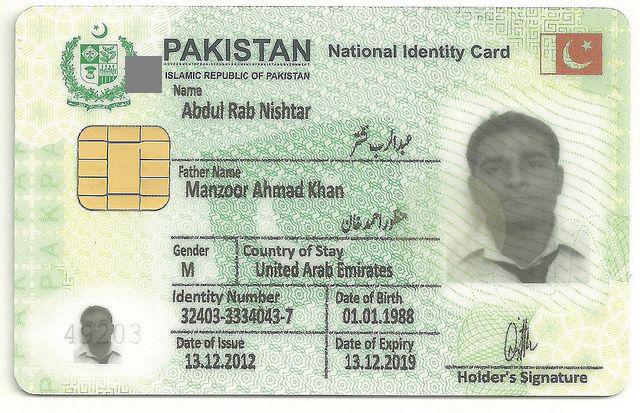 PAKISTAN National Identity Card
ISLAMIC REPUBLIC OF PAKISTAN
Name
Abdul Rab Nishtar
عبدالرب نشتر
Father Name
Manzoor Ahmad Khan
منظور احمد خان
Gender Country of Stay
M United Arab Emirates
Identity Number Date of Birth
32403-3334043-7 01.01.1988
Date of Issue Date of Expiry
13.12.2012 13.12.2019
49203
Holder's Signature